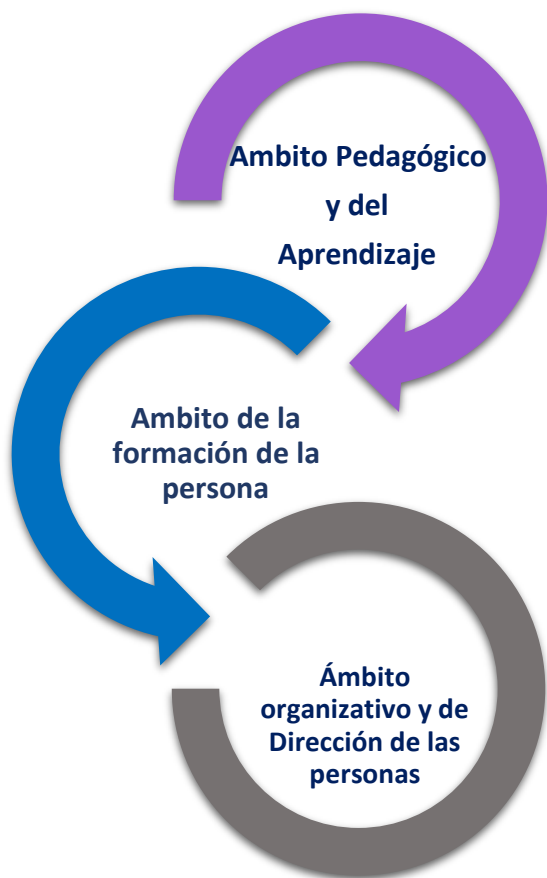 Ambito Pedagógico
y del
Aprendizaje
Ambito de la
formación de la
persona
Ámbito
organizativo y de
Dirección de las
personas